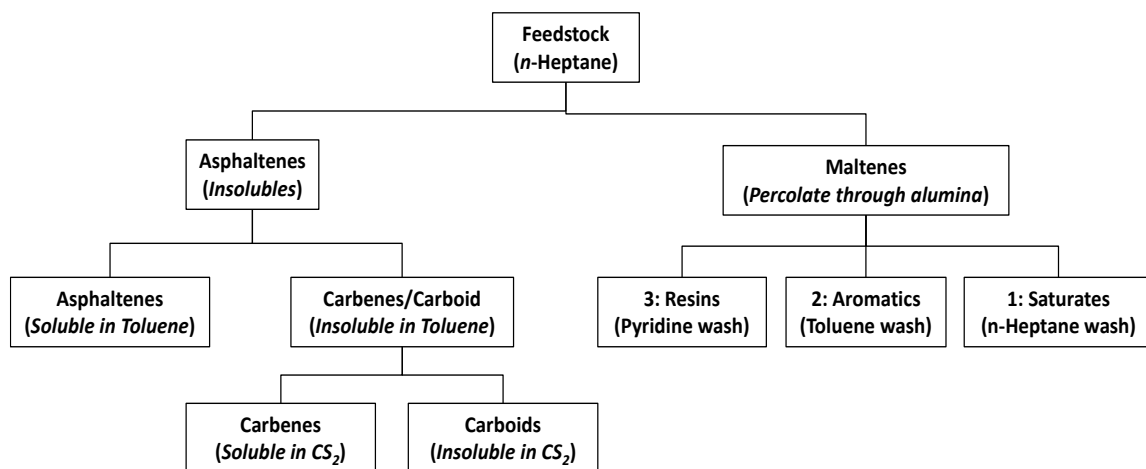 Feedstock
(n-Heptane)
Asphaltenes
(Insolubles)
Maltenes
(Percolate through alumina)
Asphaltenes
(Soluble in Toluene)
Carbenes/Carboid
(Insoluble in Toluene)
3: Resins
(Pyridine wash)
2: Aromatics
(Toluene wash)
1: Saturates
(n-Heptane wash)
Carbenes
(Soluble in CS₂)
Carboids
(Insoluble in CS₂)